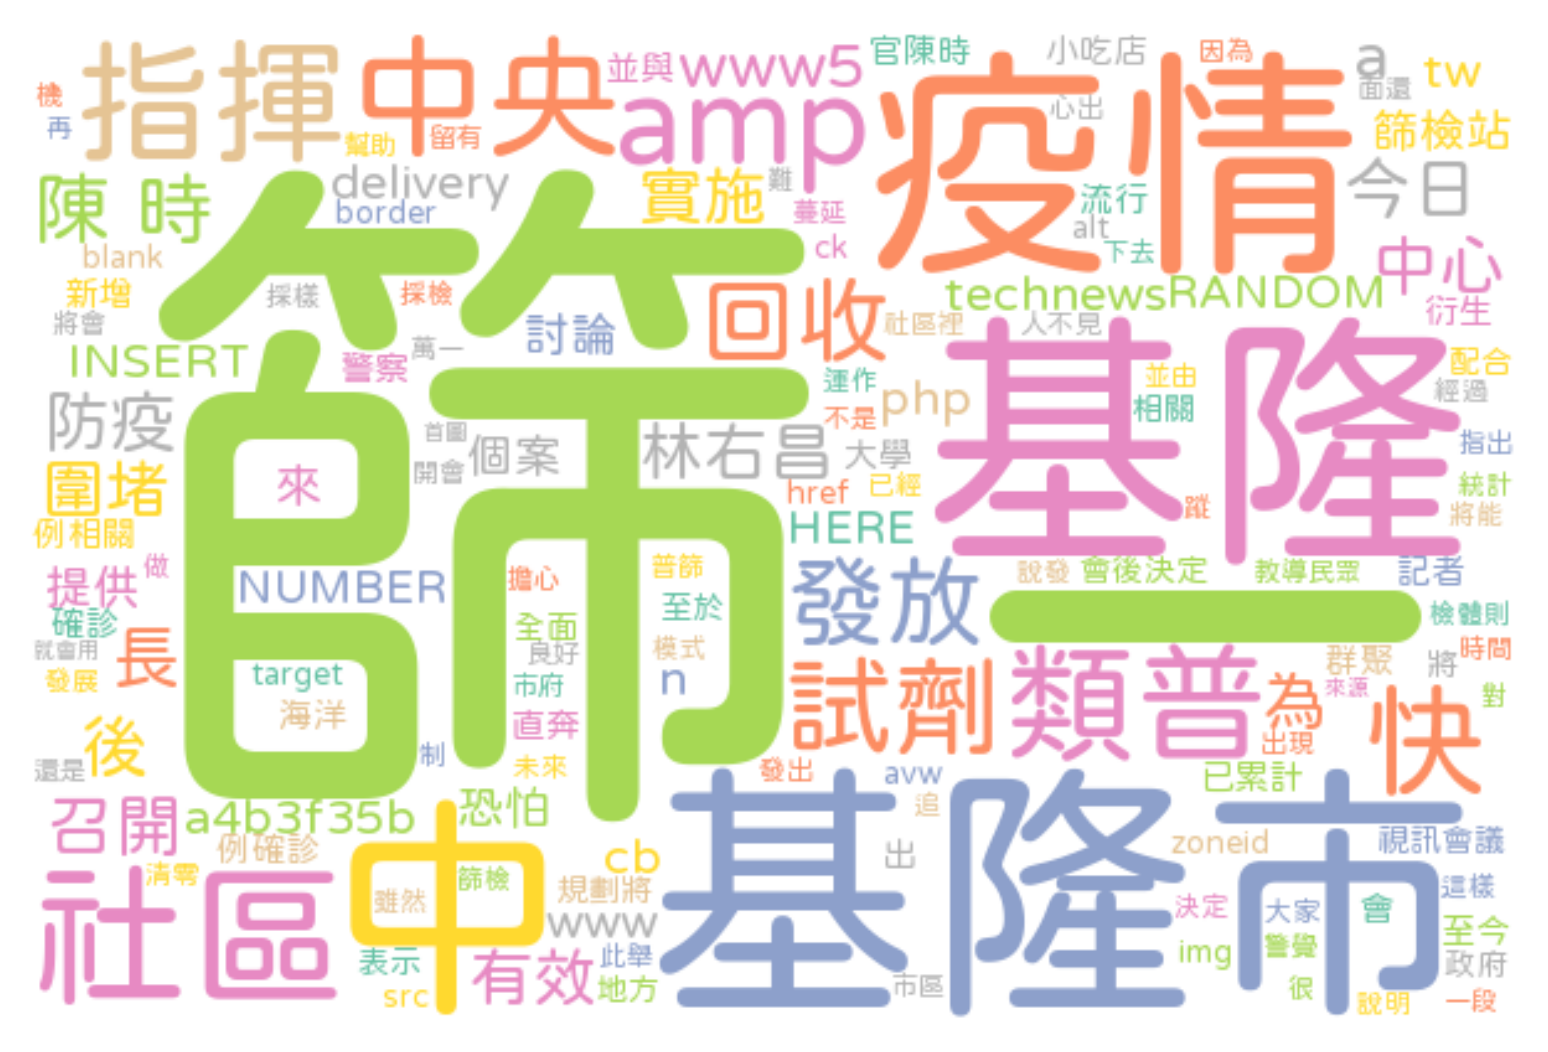 指揮
中央
並與
www5
官陳時
小吃店
因為
a
tw
機
再
幫助
留有
amp
疫情
心出
面還
篩檢站
陳 時
delivery
border
實施
難
蔓延
ck
流行
alt
下去
今日
blank
篩
中心
新增
採樣
採檢
將會
討論
回收
technews
RANDOM
社區裡
人不見
衍生
INSERT
警察
萬一
運作
php
不是
基隆
並由
相關
配合
經過
防疫
首圖
開會
個案
林右昌
大學
指出
圍堵
來
href
已經
蹤
統計
將能
例相關
HERE
提供
做
NUMBER
擔心
普篩
發放
說發
會後決定
教導民眾
記者
確診
全面
至於
一
檢體則
就會用
長
良好
模式
類普
群聚
將
時間
發展
target
市府
n
試劑
為
來源
對
海洋
直奔
快
出現
後
還是
制
未來
發出
avw
已累計
召開
a4b3f35b
恐怕
追
基隆市
zoneid
視訊會議
例確診
中
cb
出
清零
雖然
篩檢
規劃將
決定
大家
會
這樣
社區
www
img
警覺
至今
表示
有效
此舉
市區
政府
src
地方
很
說明
一段